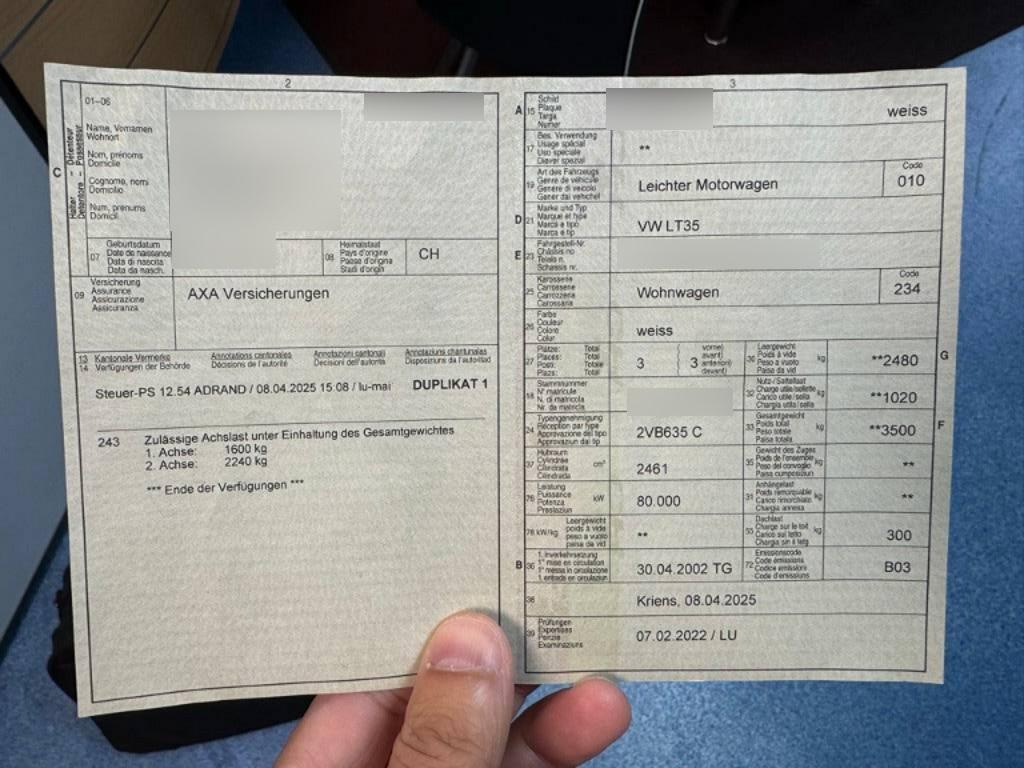 2
01–06
Name, Vornamen
Wohnort
Nom, prénoms
Domicile
Cognome, nomi
Domicilio
Num, prenums
Domicil
C
Halter - Détenteur
Detentore - Possessur
07
Geburtsdatum
Date de naissance
Data di nascita
Data da nasch.
08
Heimatstaat
Pays d'origine
Paese d'origine
Stadi d'origin
CH
09
Versicherung
Assurance
Assicurazione
Assicuranza
AXA Versicherungen
13 Kantonale Vermerke Annotations cantonales Annotazioni cantonali Annotaziuns chantunalas
14 Verfügungen der Behörde Décisions de l'autorité Decisioni dell'autorità Disposiziuns da l'autoritad
Steuer-PS 12.54 ADRAND / 08.04.2025 15:08 / lu-mai DUPLIKAT 1
243 Zulässige Achslast unter Einhaltung des Gesamtgewichtes
1. Achse: 1600 kg
2. Achse: 2240 kg
*** Ende der Verfügungen ***
3
A 15
Schild
Plaque
Targa
Numer
weiss
17
Bes. Verwendung
Usage spécial
Uso speciale
Diever spezial
**
19
Art des Fahrzeugs
Genre de véhicule
Genere di veicolo
Gener dal vehichel
Leichter Motorwagen
Code
010
D 21
Marke und Typ
Marque et type
Marca e tipo
Marca e tip
VW LT35
E 23
Fahrgestell-Nr.
Châssis no
Telaio n.
Schassis nr.
25
Karosserie
Carrosserie
Carrozzeria
Carossaria
Wohnwagen
Code
234
26
Farbe
Couleur
Colore
Colur
weiss
27
Plätze: Total
Places: Total
Posti: Totale
Plazs: Total
3
( 3
vorne)
avant)
anteriori)
davant)
30
Leergewicht
Poids à vide
Peso a vuoto
Paisa da vid
kg
**2480
G
18
Stammnummer
N° matricule
N. di matricola
Nr. da matricla
32
Nutz-/Sattellast
Charge utile/sellette
Carico utile/sella
Chargia utila/sella
kg
**1020
24
Typengenehmigung
Réception par type
Approvazione del tipo
Approvaziun dal tip
2VB635 C
33
Gesamtgewicht
Poids total
Peso totale
Paisa totala
kg
**3500
F
37
Hubraum
Cylindrée
Cilindrata
Cilindrada
cm³
2461
35
Gewicht des Zuges
Poids de l'ensemble
Peso del convoglio
Paisa cumposiziun
kg
**
76
Leistung
Puissance
Potenza
Prestaziun
kW
80.000
31
Anhängelast
Poids remorquable
Carico rimorchiabile
Chargia annexa
kg
**
78 kW/kg
Leergewicht
poids à vide
peso a vuoto
paisa da vid
**
55
Dachlast
Charge sur le toit
Carico sul tetto
Chargia sin il tetg
kg
300
B 36
1. Inverkehrsetzung
1re mise en circulation
1a messa in circolazione
1. entrada en circulaziun
30.04.2002 TG
72
Emissionscode
Code émissions
Codice emissioni
Code d'emissiuns
B03
38
Kriens, 08.04.2025
39
Prüfungen
Expertises
Perizie
Examinaziuns
07.02.2022 / LU